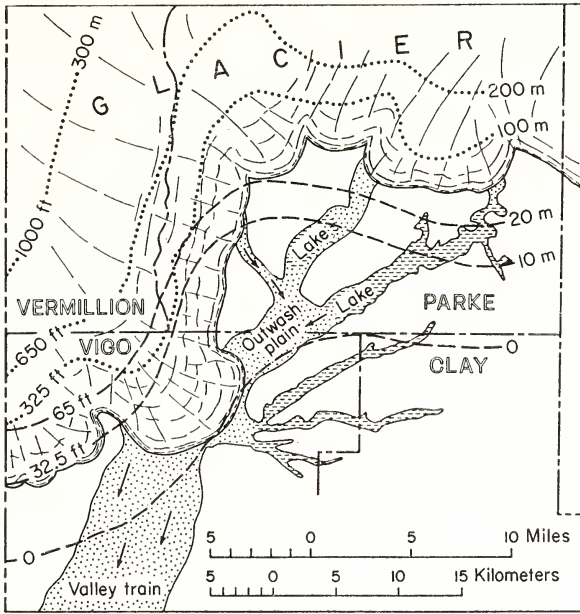 300 m
GLACIER
200 m
100 m
1000 ft
20 m
Lake
10 m
VERMILLION
Lake
PARKE
Outwash
plain
VIGO
0
650 ft
CLAY
325 ft
65 ft
32.5 ft
0
5 0 5 10 Miles
Valley train
5 0 5 10 15 Kilometers